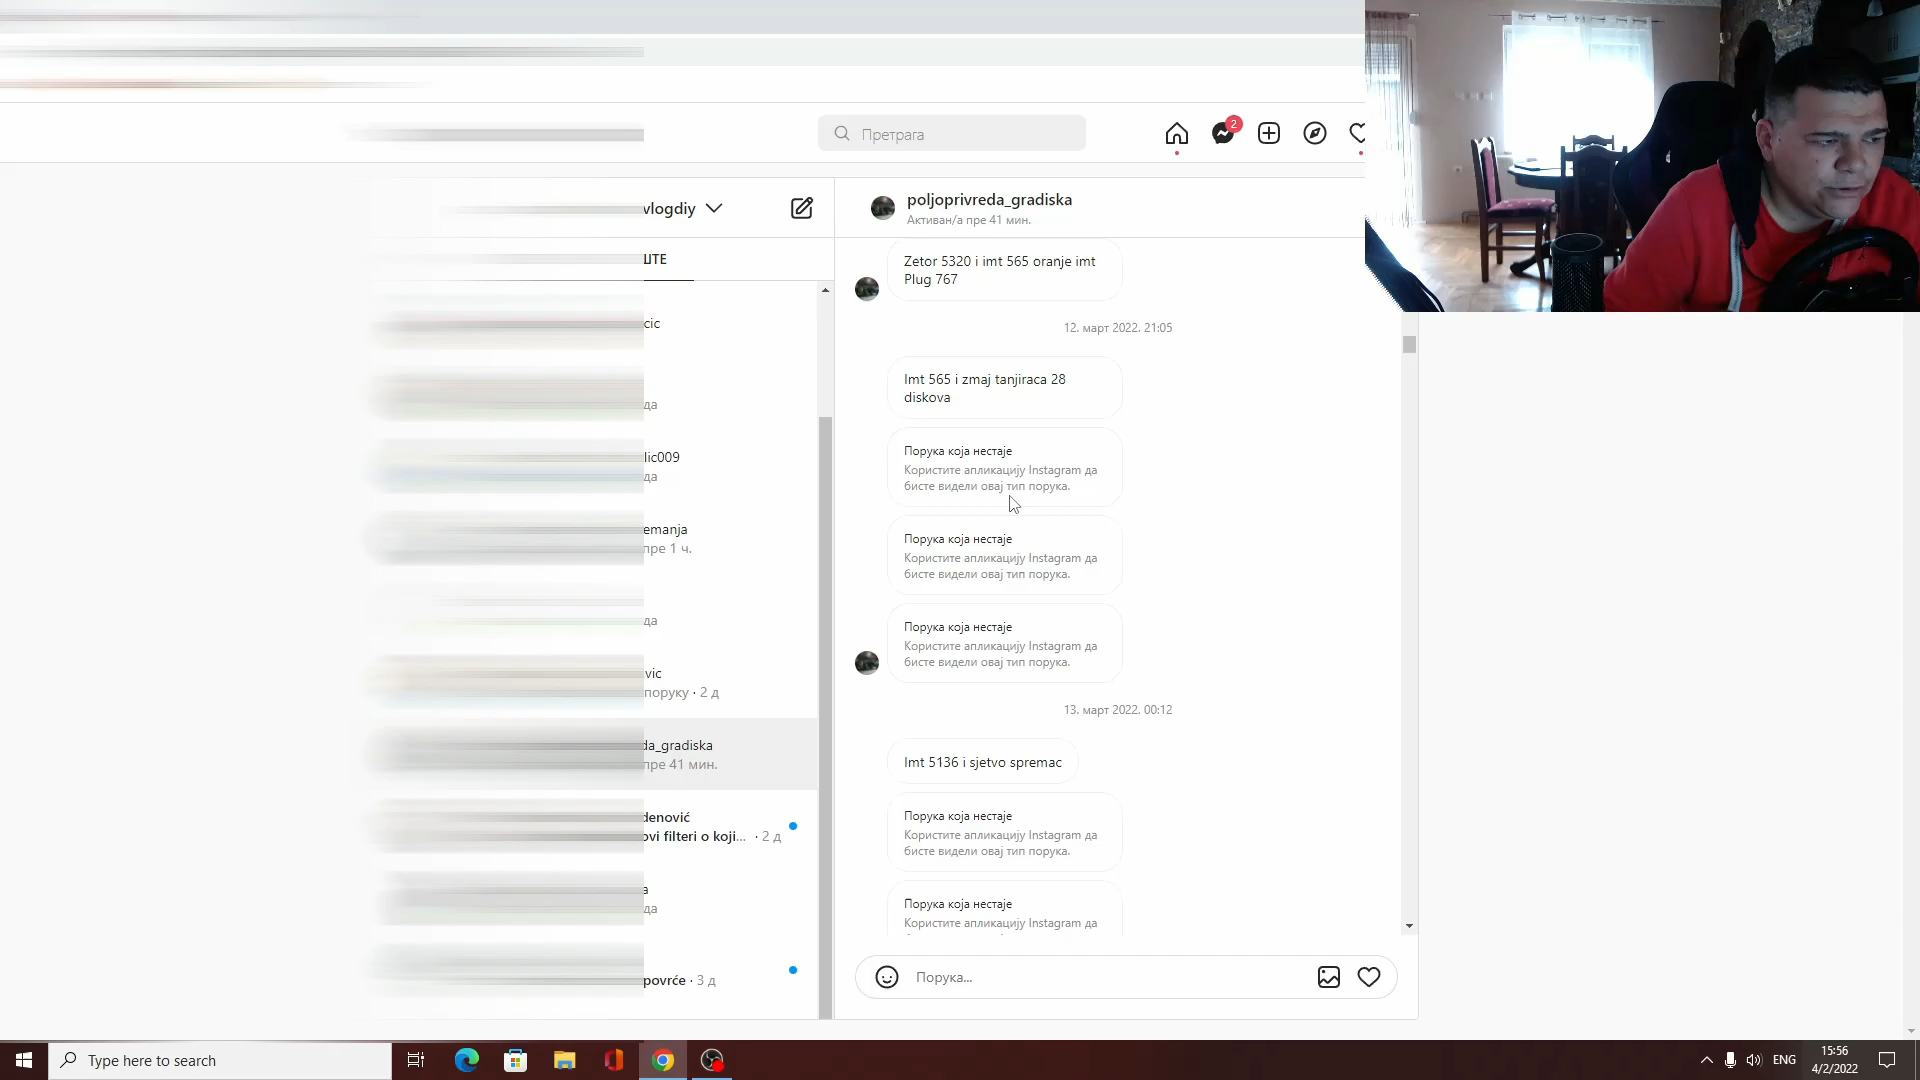 Претрага
2
vlogdiy
poljoprivreda_gradiska
Активан/а пре 41 мин.
ШТЕ
cic
да
lic009
да
emanja
пре 1 ч.
да
vic
поруку · 2 д
da_gradiska
пре 41 мин.
denović
ovi filteri o koji... · 2 д
a
да
povrće · 3 д
Zetor 5320 i imt 565 oranje imt
Plug 767
12. март 2022. 21:05
Imt 565 i zmaj tanjiraca 28
diskova
Порука која нестаје
Користите апликацију Instagram да
бисте видели овај тип порука.
Порука која нестаје
Користите апликацију Instagram да
бисте видели овај тип порука.
Порука која нестаје
Користите апликацију Instagram да
бисте видели овај тип порука.
13. март 2022. 00:12
Imt 5136 i sjetvo spremac
Порука која нестаје
Користите апликацију Instagram да
бисте видели овај тип порука.
Порука која нестаје
Користите апликацију Instagram да
Порука...
Type here to search
ENG
15:56
4/2/2022